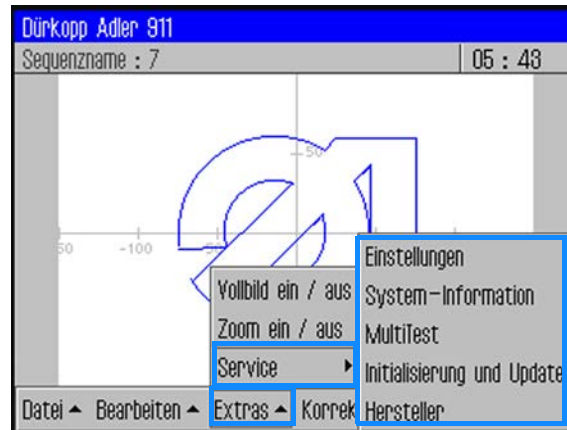 Dürkopp Adler 911
Sequenzname : 7
05 : 43
50
50
-100
Einstellungen
Vollbild ein / aus
System-Information
Zoom ein / aus
MultiTest
Service
Initialisierung und Update
Datei
Bearbeiten
Extras
Korrek
Hersteller